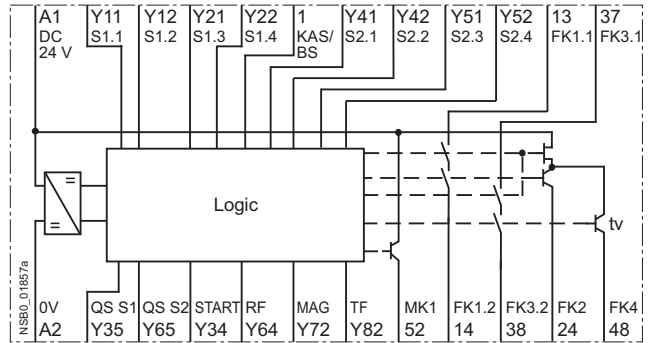 A1 Y11 Y12 Y21 Y22 1 Y41 Y42 Y51 Y52 13 37
DC S1.1 S1.2 S1.3 S1.4 KAS/ S2.1 S2.2 S2.3 S2.4 FK1.1 FK3.1
24 V BS
=
=
Logic
tv
NSB0_01857a
0V QS S1 QS S2 START RF MAG TF MK1 FK1.2 FK3.2 FK2 FK4
A2 Y35 Y65 Y34 Y64 Y72 Y82 52 14 38 24 48